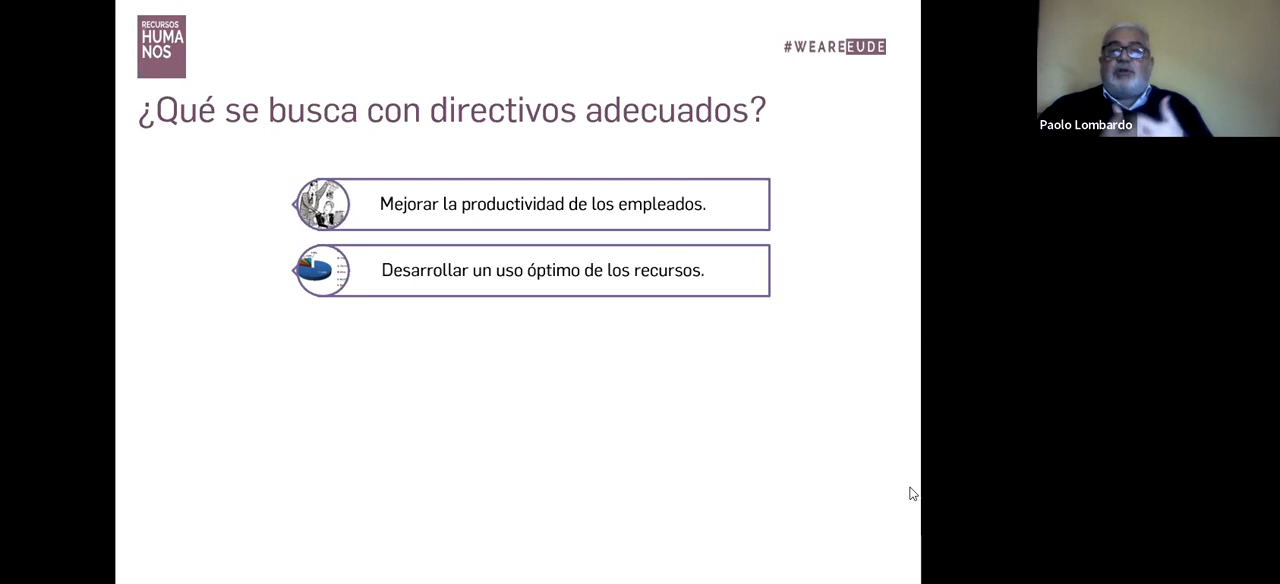 RECURSOS
HUMA
NOS
#WEAREEUDE
¿Qué se busca con directivos adecuados?
Mejorar la productividad de los empleados.
Desarrollar un uso óptimo de los recursos.
Paolo Lombardo